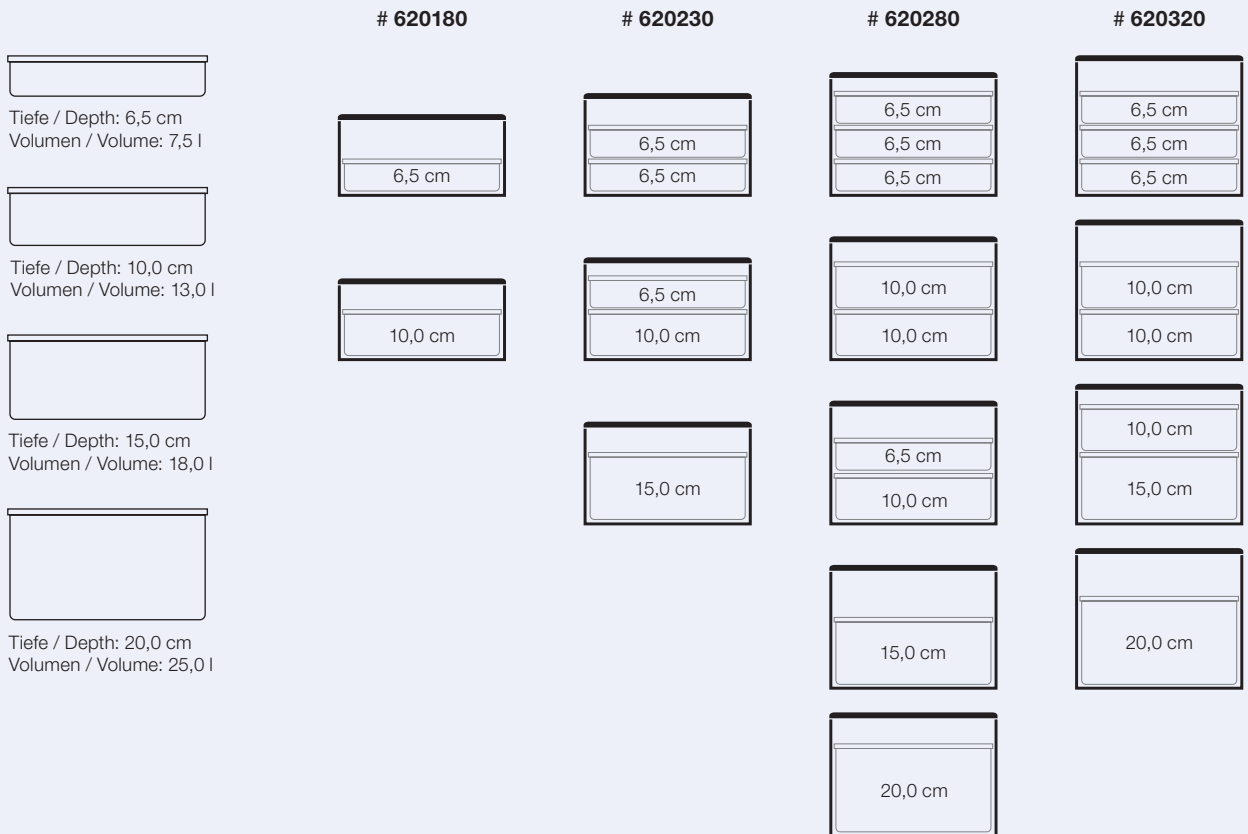 # 620180
# 620230
# 620280
# 620320
Tiefe / Depth: 6,5 cm
Volumen / Volume: 7,5 l
Tiefe / Depth: 10,0 cm
Volumen / Volume: 13,0 l
Tiefe / Depth: 15,0 cm
Volumen / Volume: 18,0 l
Tiefe / Depth: 20,0 cm
Volumen / Volume: 25,0 l
6,5 cm
10,0 cm
6,5 cm
6,5 cm
6,5 cm
10,0 cm
15,0 cm
6,5 cm
6,5 cm
6,5 cm
10,0 cm
10,0 cm
6,5 cm
10,0 cm
15,0 cm
20,0 cm
6,5 cm
6,5 cm
6,5 cm
10,0 cm
10,0 cm
10,0 cm
15,0 cm
20,0 cm